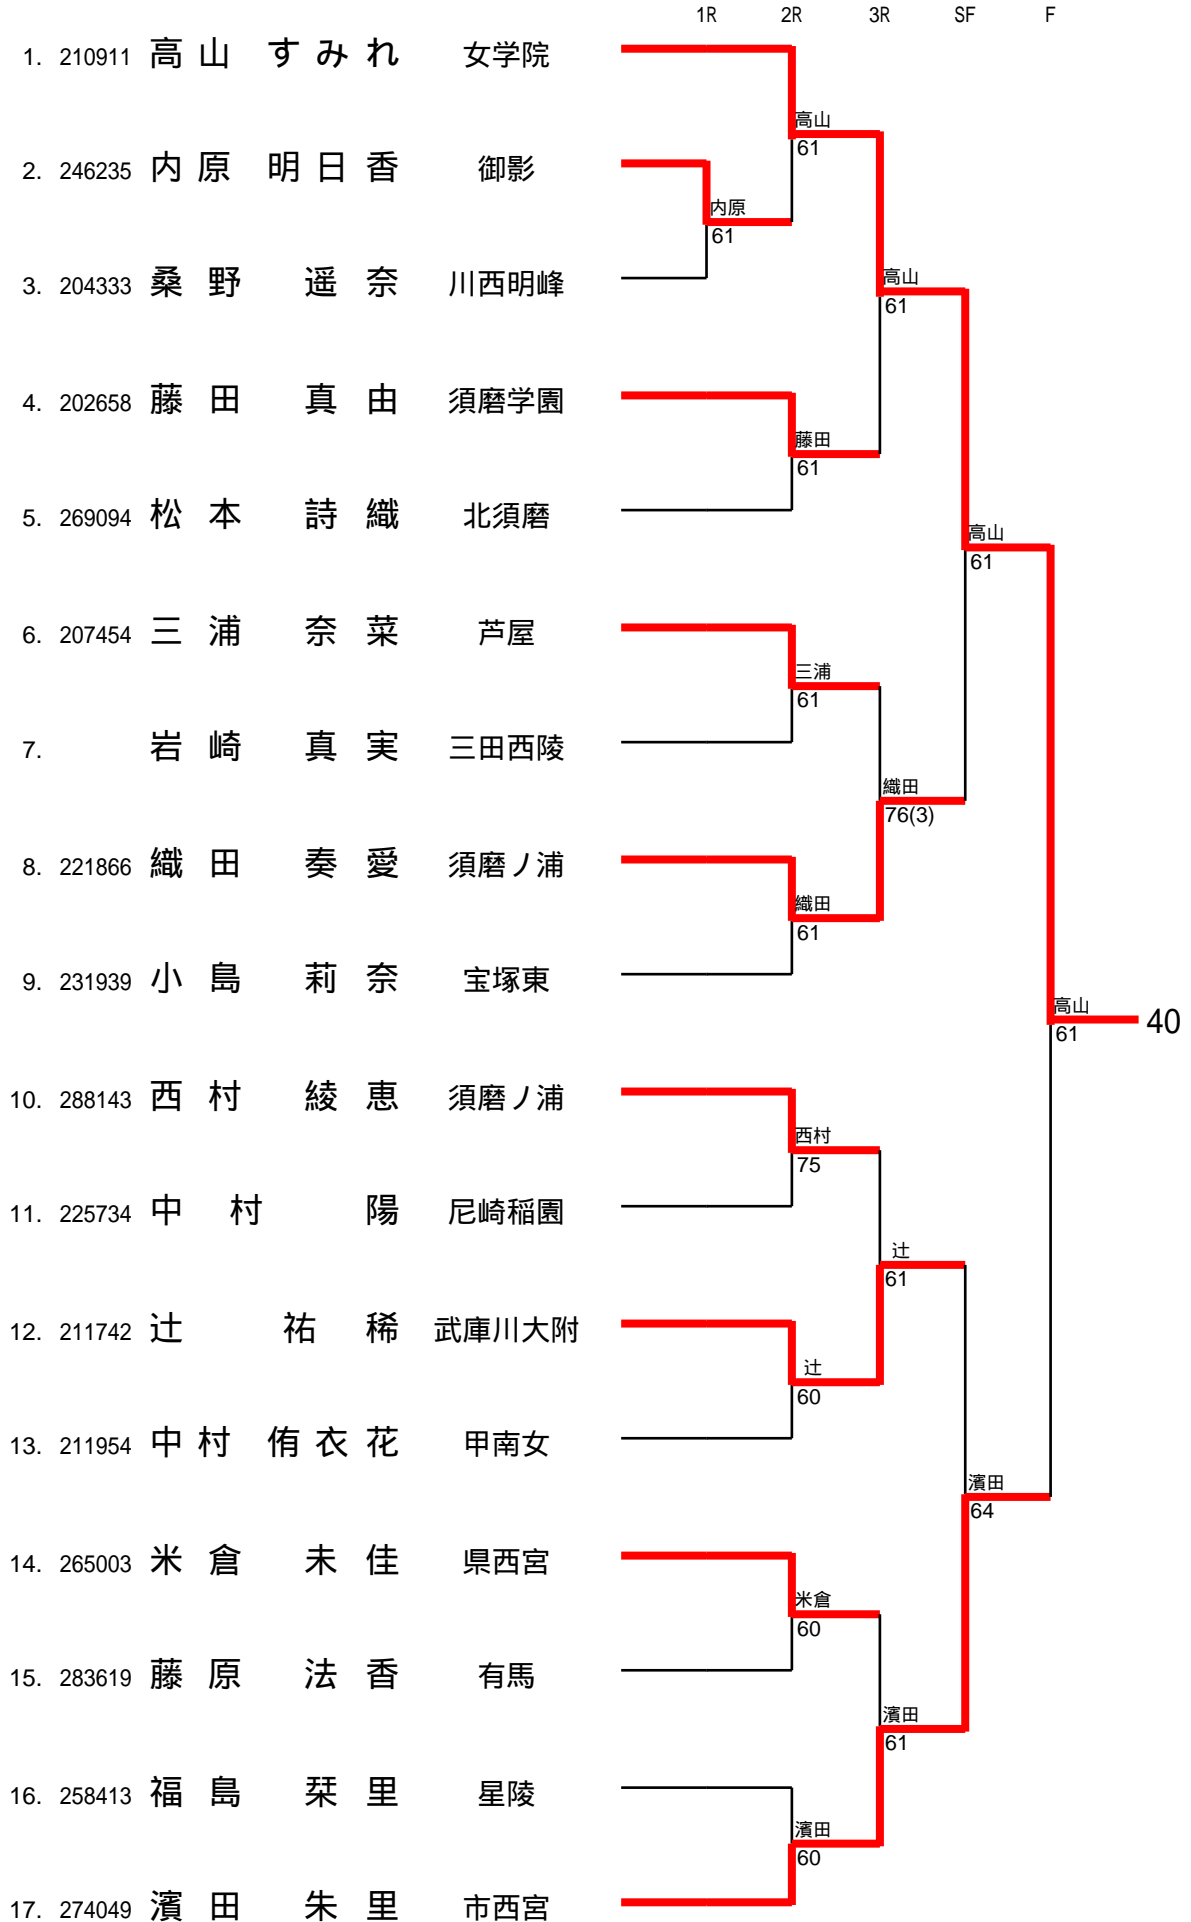 1R 2R 3R SF F
1. 210911 高山 すみれ 女学院
高山
61
2. 246235 内原 明日香 御影
内原
61
3. 204333 桑野 遥奈 川西明峰
高山
61
4. 202658 藤田 真由 須磨学園
藤田
61
5. 269094 松本 詩織 北須磨
高山
61
6. 207454 三浦 奈菜 芦屋
三浦
61
7. 岩崎 真実 三田西陵
織田
76(3)
8. 221866 織田 奏愛 須磨ノ浦
織田
61
9. 231939 小島 莉奈 宝塚東
高山
61
40
10. 288143 西村 綾恵 須磨ノ浦
西村
75
11. 225734 中村 陽 尼崎稲園
辻
61
12. 211742 辻 祐稀 武庫川大附
辻
60
13. 211954 中村 侑衣花 甲南女
濱田
64
14. 265003 米倉 未佳 県西宮
米倉
60
15. 283619 藤原 法香 有馬
濱田
61
16. 258413 福島 栞里 星陵
濱田
60
17. 274049 濱田 朱里 市西宮